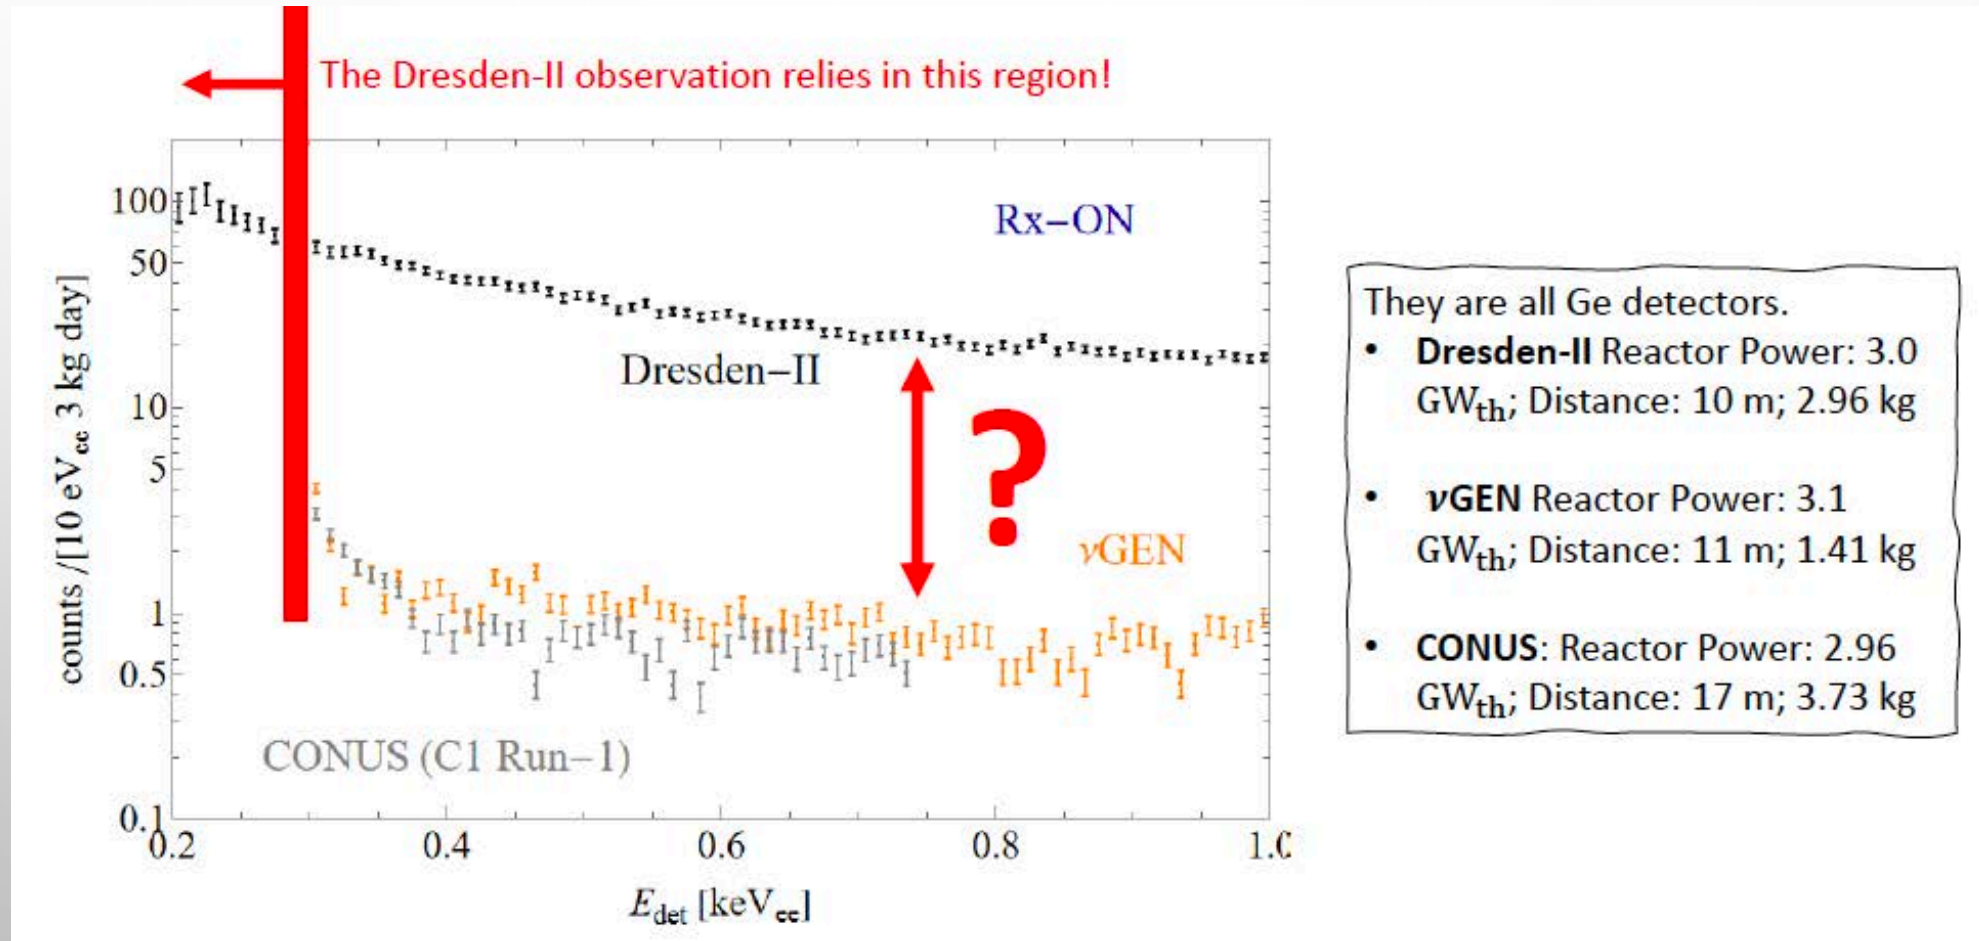 The Dresden-II observation relies in this region!
100
50
10
5
1
0.5
0.1
counts /[10 eVee 3 kg day]
Rx-ON
Dresden-II
?
νGEN
CONUS (C1 Run-1)
0.2 0.4 0.6 0.8 1.0
Edet [keVee]
They are all Ge detectors.
• Dresden-II Reactor Power: 3.0
GWth; Distance: 10 m; 2.96 kg
• νGEN Reactor Power: 3.1
GWth; Distance: 11 m; 1.41 kg
• CONUS: Reactor Power: 2.96
GWth; Distance: 17 m; 3.73 kg